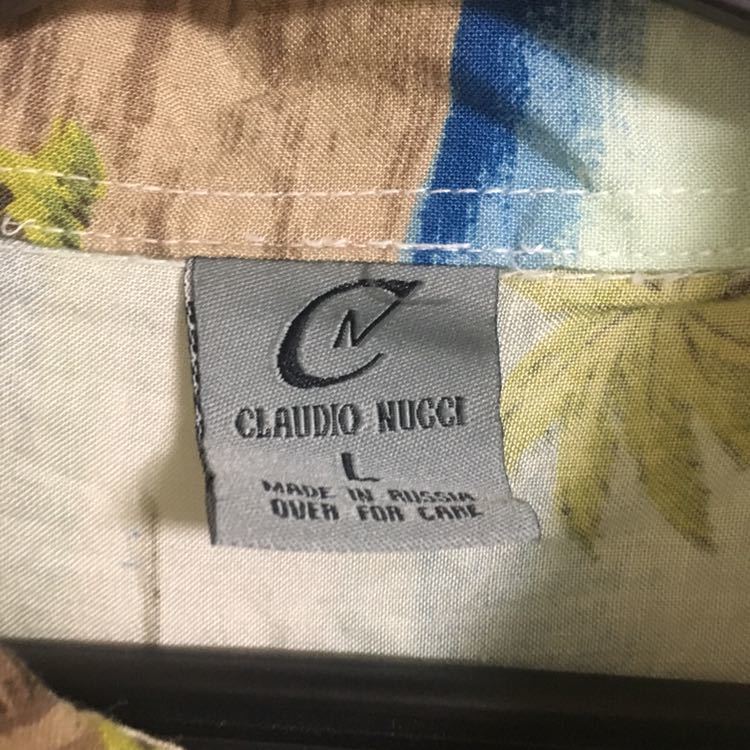 CN
CLAUDIO NUCCI
L
MADE IN RUSSIA
OVER FOR CARE